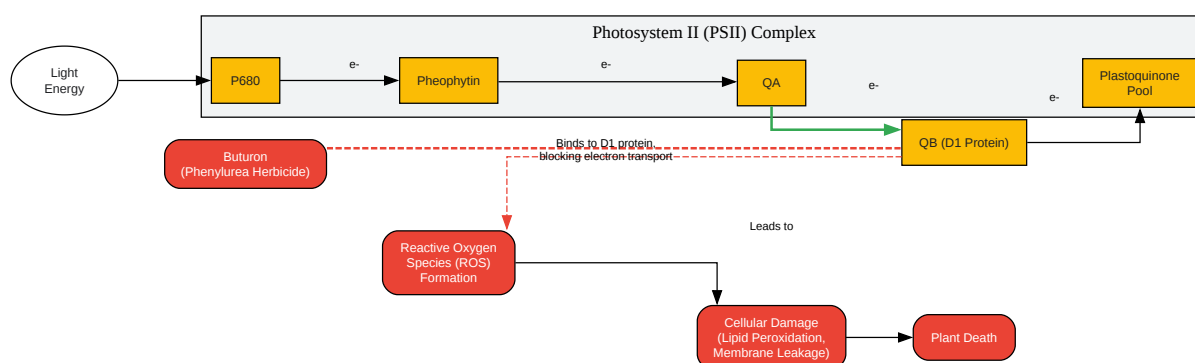 Photosystem II (PSII) Complex
Light
Energy
P680
e-
Pheophytin
e-
QA
e-
e-
Plastoquinone
Pool
Buturon
(Phenylurea Herbicide)
Binds to D1 protein,
blocking electron transport
QB (D1 Protein)
Reactive Oxygen
Species (ROS)
Formation
Leads to
Cellular Damage
(Lipid Peroxidation,
Membrane Leakage)
Plant Death